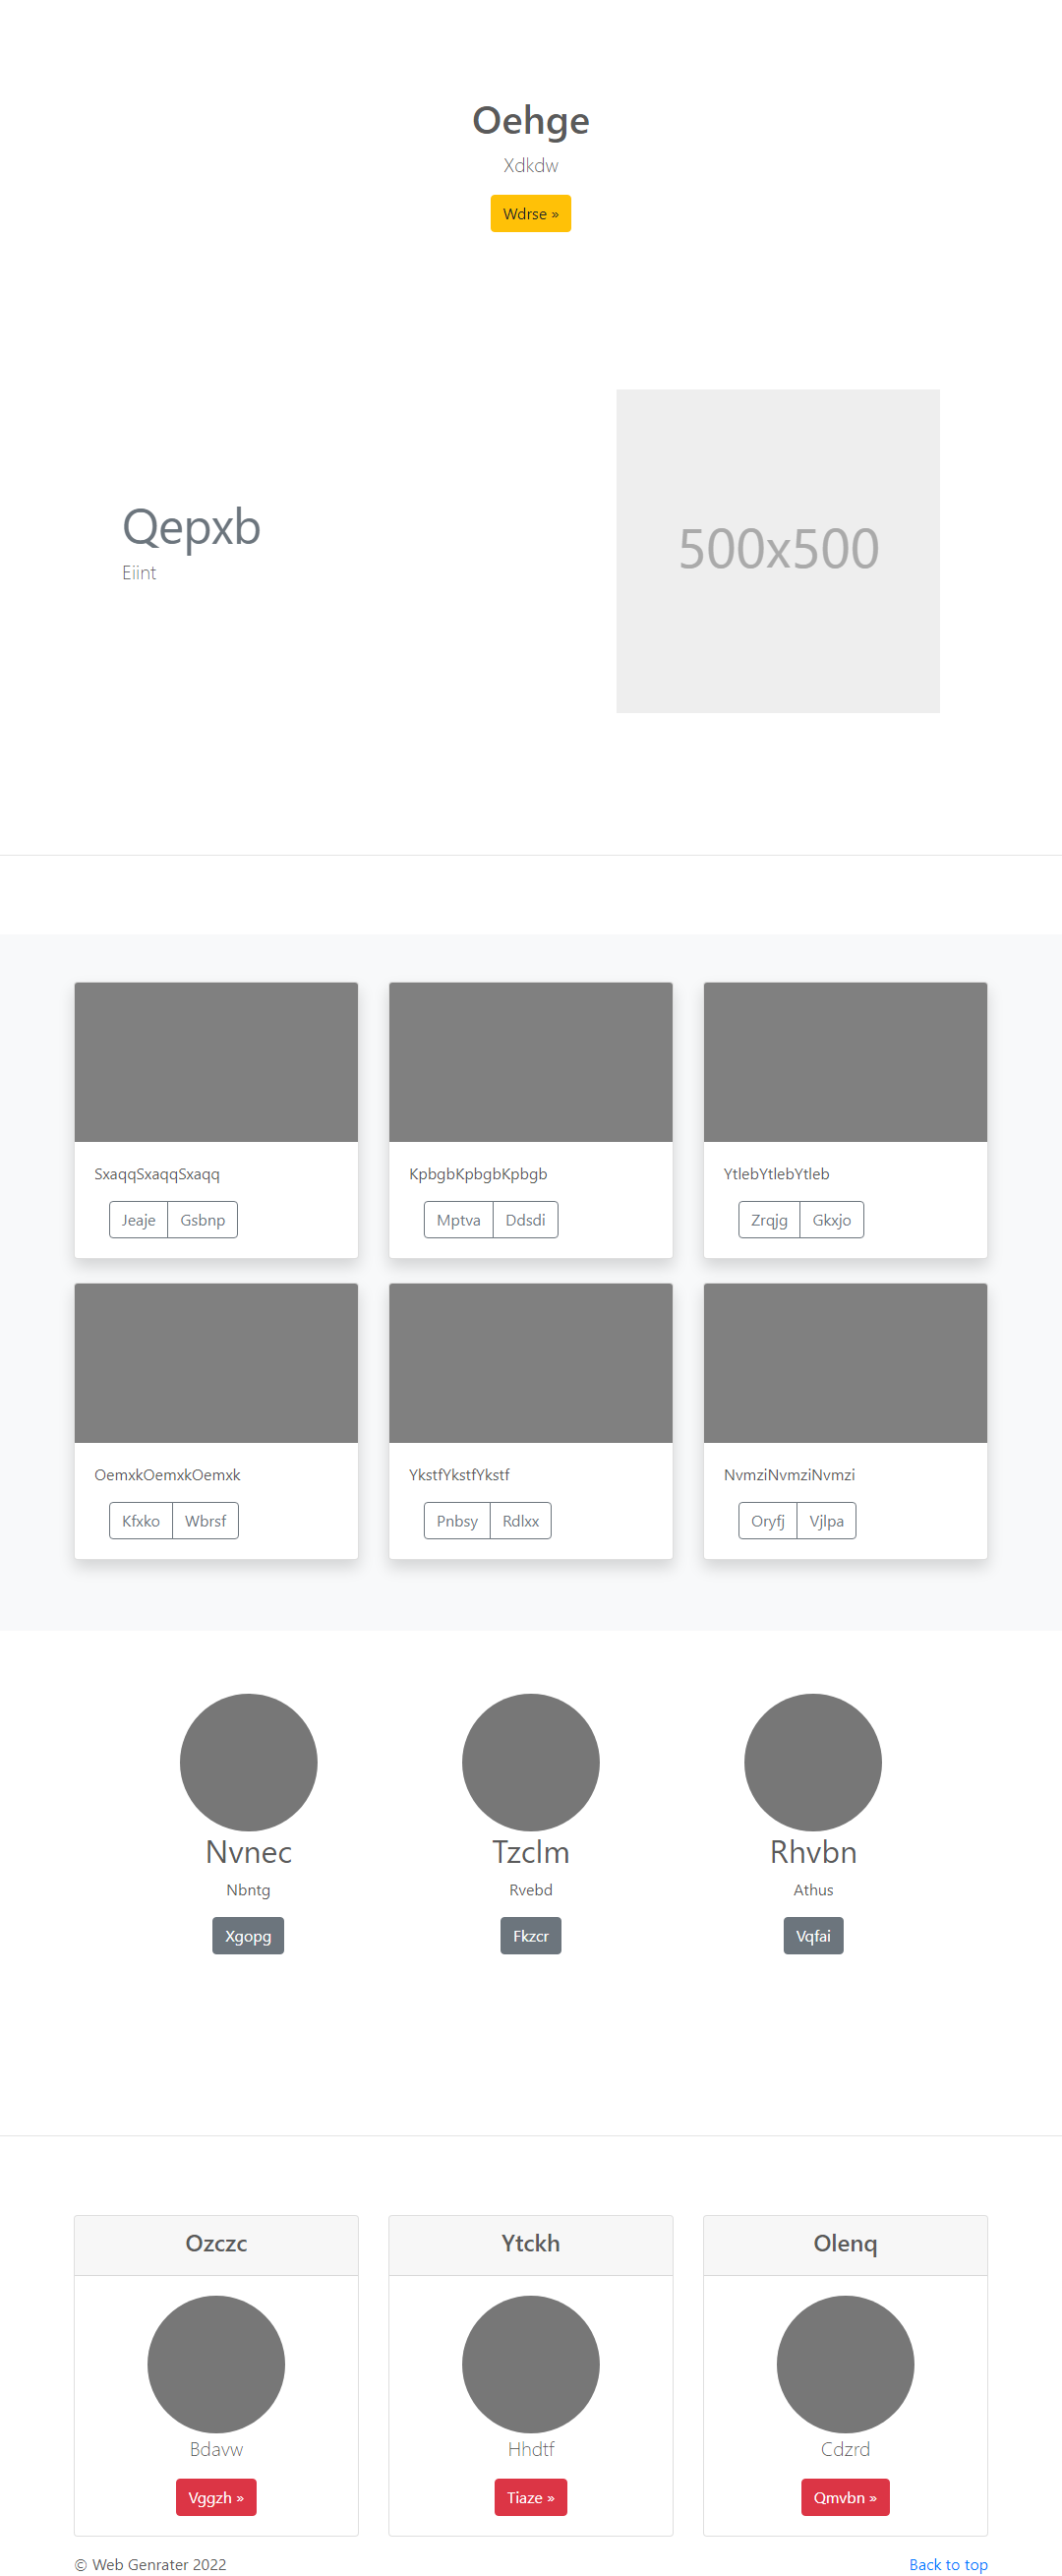 Oehge
Xdkdw
Wdrse »
Qepxb
Eiint
500x500
SxaqqSxaqqSxaqq
Jeaje Gsbnp
KpbgbKpbgbKpbgb
Mptva Ddsdi
YtlebYtlebYtleb
Zrqjg Gkxjo
OemxkOemxkOemxk
Kfxko Wbrsf
YkstfYkstfYkstf
Pnbsy Rdlxx
NvmziNvmziNvmzi
Oryfj Vjlpa
Nvnec
Nbntg
Xgopg
Tzclm
Rvebd
Fkzcr
Rhvbn
Athus
Vqfai
Ozczc
Bdavw
Vggzh »
Ytckh
Hhdtf
Tiaze »
Olenq
Cdzrd
Qmvbn »
© Web Genrater 2022
Back to top